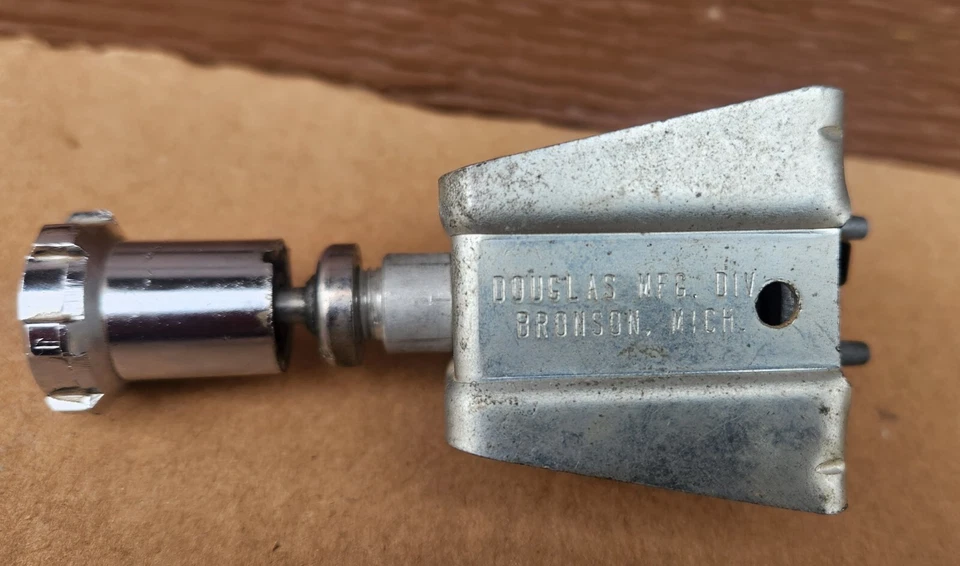 DOUGLAS MFG. DIV.
BRONSON, MICH.